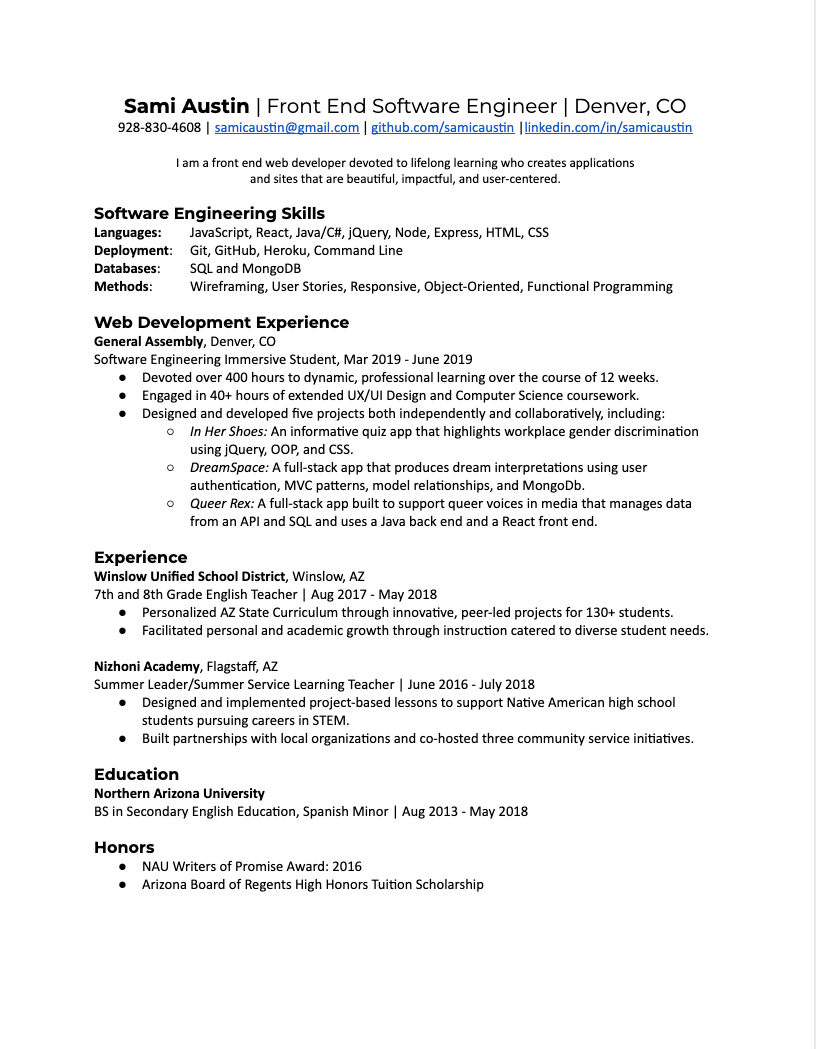 Sami Austin | Front End Software Engineer | Denver, CO
928-830-4608 | samicaustin@gmail.com | github.com/samicaustin |linkedin.com/in/samicaustin
I am a front end web developer devoted to lifelong learning who creates applications
and sites that are beautiful, impactful, and user-centered.
Software Engineering Skills
Languages: JavaScript, React, Java/C#, jQuery, Node, Express, HTML, CSS
Deployment: Git, GitHub, Heroku, Command Line
Databases: SQL and MongoDB
Methods: Wireframing, User Stories, Responsive, Object-Oriented, Functional Programming
Web Development Experience
General Assembly, Denver, CO
Software Engineering Immersive Student, Mar 2019 - June 2019
● Devoted over 400 hours to dynamic, professional learning over the course of 12 weeks.
● Engaged in 40+ hours of extended UX/UI Design and Computer Science coursework.
● Designed and developed five projects both independently and collaboratively, including:
○ In Her Shoes: An informative quiz app that highlights workplace gender discrimination
using jQuery, OOP, and CSS.
○ DreamSpace: A full-stack app that produces dream interpretations using user
authentication, MVC patterns, model relationships, and MongoDb.
○ Queer Rex: A full-stack app built to support queer voices in media that manages data
from an API and SQL and uses a Java back end and a React front end.
Experience
Winslow Unified School District, Winslow, AZ
7th and 8th Grade English Teacher | Aug 2017 - May 2018
● Personalized AZ State Curriculum through innovative, peer-led projects for 130+ students.
● Facilitated personal and academic growth through instruction catered to diverse student needs.
Nizhoni Academy, Flagstaff, AZ
Summer Leader/Summer Service Learning Teacher | June 2016 - July 2018
● Designed and implemented project-based lessons to support Native American high school
students pursuing careers in STEM.
● Built partnerships with local organizations and co-hosted three community service initiatives.
Education
Northern Arizona University
BS in Secondary English Education, Spanish Minor | Aug 2013 - May 2018
Honors
● NAU Writers of Promise Award: 2016
● Arizona Board of Regents High Honors Tuition Scholarship